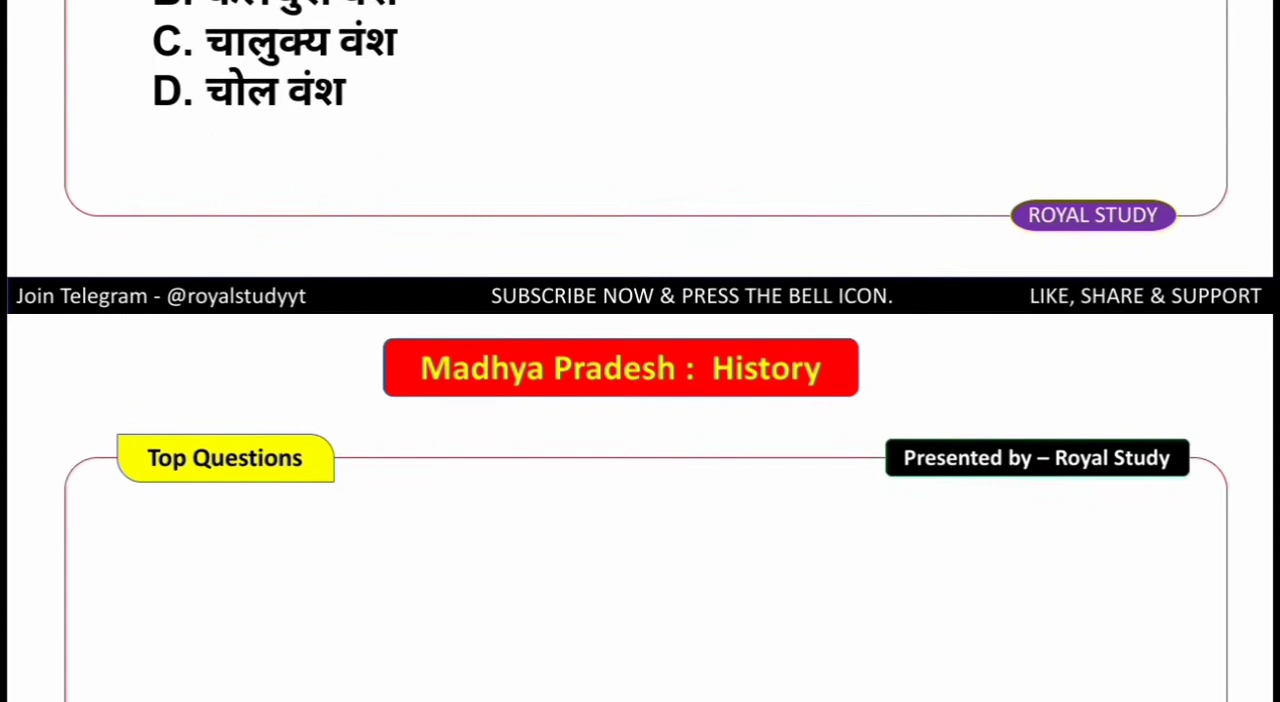 C. चालुक्य वंश
D. चोल वंश
ROYAL STUDY
Join Telegram - @royalstudyyt SUBSCRIBE NOW & PRESS THE BELL ICON. LIKE, SHARE & SUPPORT
Madhya Pradesh : History
Top Questions Presented by – Royal Study